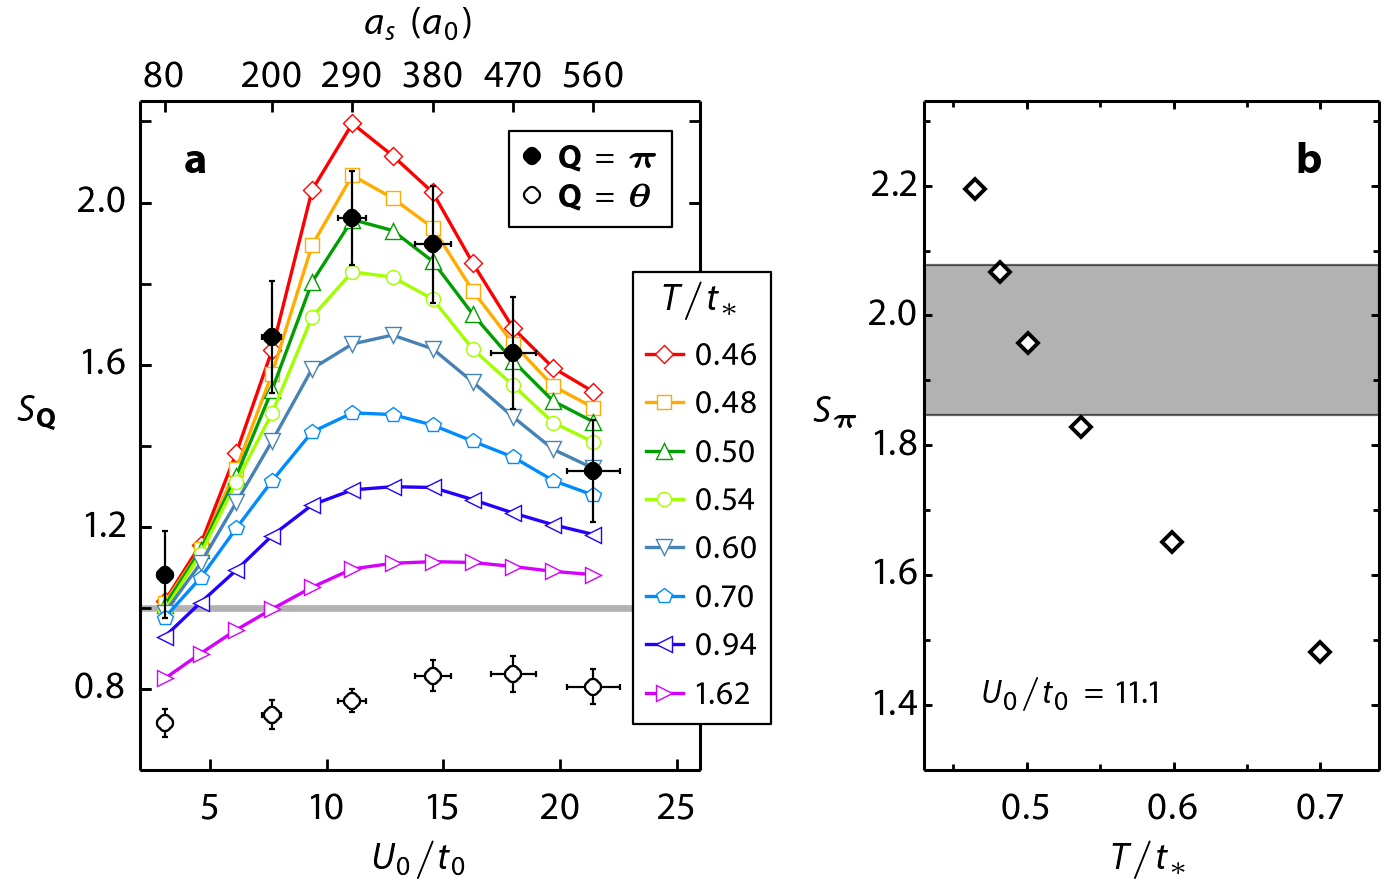 a_s (a_0)
80 200 290 380 470 560
a
Q = π
Q = θ
2.0
1.6
1.2
0.8
S_Q
T/t_*
0.46
0.48
0.50
0.54
0.60
0.70
0.94
1.62
5 10 15 20 25
U_0/t_0
b
2.2
2.0
1.8
1.6
1.4
S_π
U_0/t_0 = 11.1
0.5 0.6 0.7
T/t_*